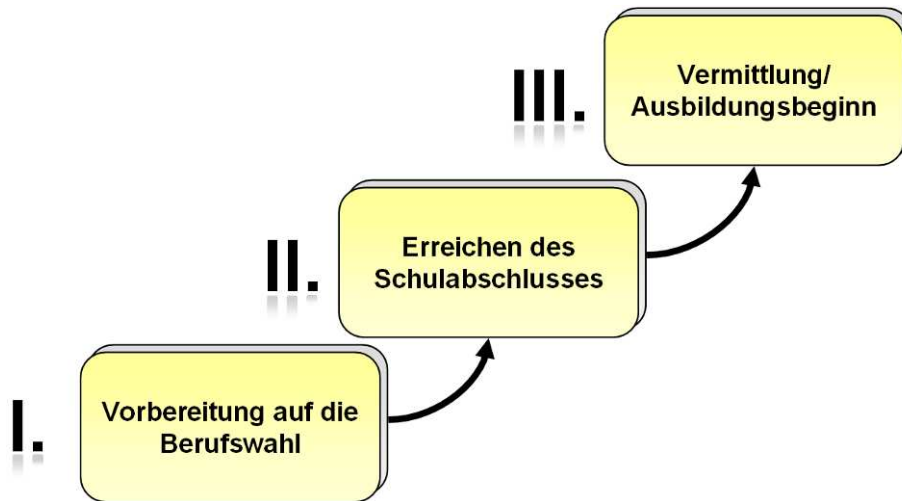 I.
Vorbereitung auf die
Berufswahl
II.
Erreichen des
Schulabschlusses
III.
Vermittlung/
Ausbildungsbeginn